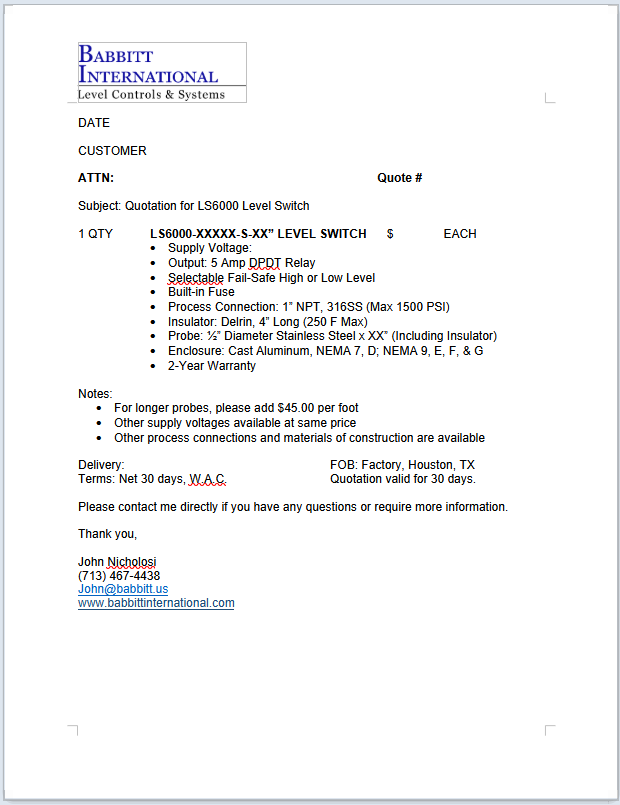 BABBITT
INTERNATIONAL
Level Controls & Systems
DATE
CUSTOMER
ATTN: Quote #
Subject: Quotation for LS6000 Level Switch
1 QTY LS6000-XXXXX-S-XX” LEVEL SWITCH $ EACH
• Supply Voltage:
• Output: 5 Amp DPDT Relay
• Selectable Fail-Safe High or Low Level
• Built-in Fuse
• Process Connection: 1” NPT, 316SS (Max 1500 PSI)
• Insulator: Delrin, 4” Long (250 F Max)
• Probe: ½” Diameter Stainless Steel x XX” (Including Insulator)
• Enclosure: Cast Aluminum, NEMA 7, D; NEMA 9, E, F, & G
• 2-Year Warranty
Notes:
• For longer probes, please add $45.00 per foot
• Other supply voltages available at same price
• Other process connections and materials of construction are available
Delivery: FOB: Factory, Houston, TX
Terms: Net 30 days, W.A.C. Quotation valid for 30 days.
Please contact me directly if you have any questions or require more information.
Thank you,
John Nicholosi
(713) 467-4438
John@babbitt.us
www.babbittinternational.com